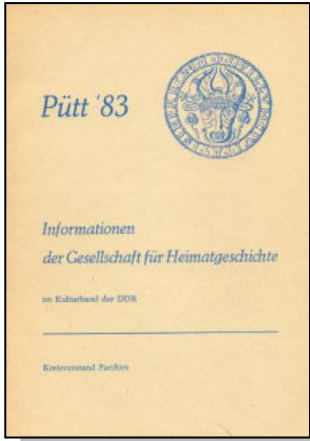 Pütt '83
Informationen
der Gesellschaft für Heimatgeschichte
im Kulturbund der DDR
Kreisvorstand Parchim